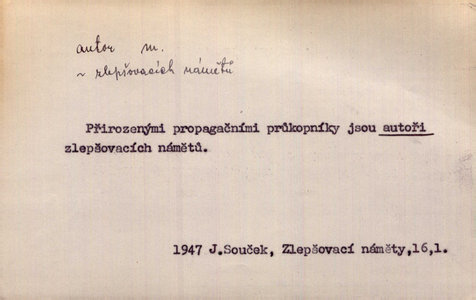 autor m.
~ zlepšovacích námětů
Přirozenými propagačními průkopníky jsou autoři
zlepšovacích námětů.
1947 J.Souček, Zlepšovací náměty,16,1.